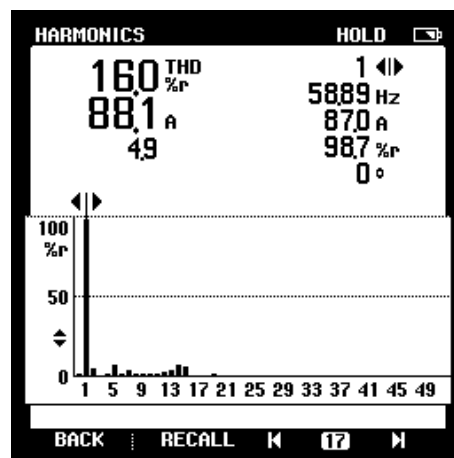 HARMONICS HOLD
16.0 THD %r
88.1 A
4.9
1
58.89 Hz
87.0 A
98.7 %r
0 °
100
%r
50
0
1 5 9 13 17 21 25 29 33 37 41 45 49
BACK RECALL 17